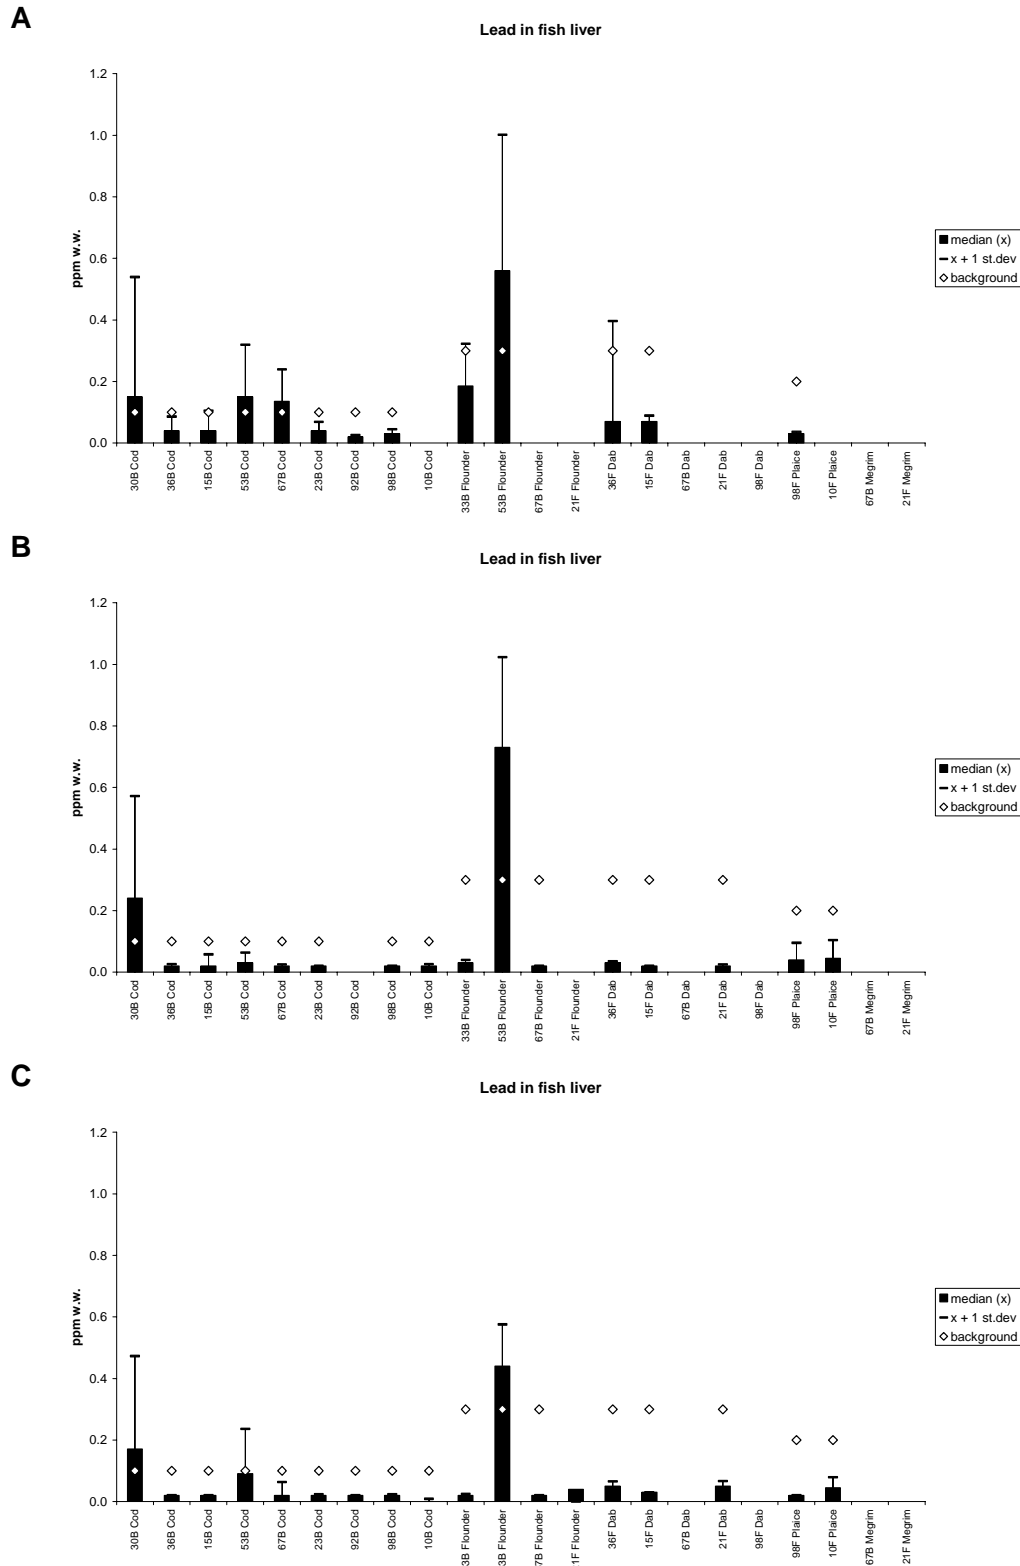 A
Lead in fish liver
1.2
1.0
0.8
0.6
0.4
0.2
0.0
ppm w.w.
30B Cod
36B Cod
15B Cod
53B Cod
67B Cod
23B Cod
92B Cod
98B Cod
10B Cod
33B Flounder
53B Flounder
67B Flounder
21F Flounder
36F Dab
15F Dab
67B Dab
21F Dab
98F Dab
98F Plaice
10F Plaice
67B Megrim
21F Megrim
median (x)
x + 1 st.dev
background
B
Lead in fish liver
1.2
1.0
0.8
0.6
0.4
0.2
0.0
ppm w.w.
30B Cod
36B Cod
15B Cod
53B Cod
67B Cod
23B Cod
92B Cod
98B Cod
10B Cod
33B Flounder
53B Flounder
67B Flounder
21F Flounder
36F Dab
15F Dab
67B Dab
21F Dab
98F Dab
98F Plaice
10F Plaice
67B Megrim
21F Megrim
median (x)
x + 1 st.dev
background
C
Lead in fish liver
1.2
1.0
0.8
0.6
0.4
0.2
0.0
ppm w.w.
30B Cod
36B Cod
15B Cod
53B Cod
67B Cod
23B Cod
92B Cod
98B Cod
10B Cod
3B Flounder
3B Flounder
7B Flounder
1F Flounder
36F Dab
15F Dab
67B Dab
21F Dab
98F Dab
98F Plaice
10F Plaice
67B Megrim
21F Megrim
median (x)
x + 1 st.dev
background